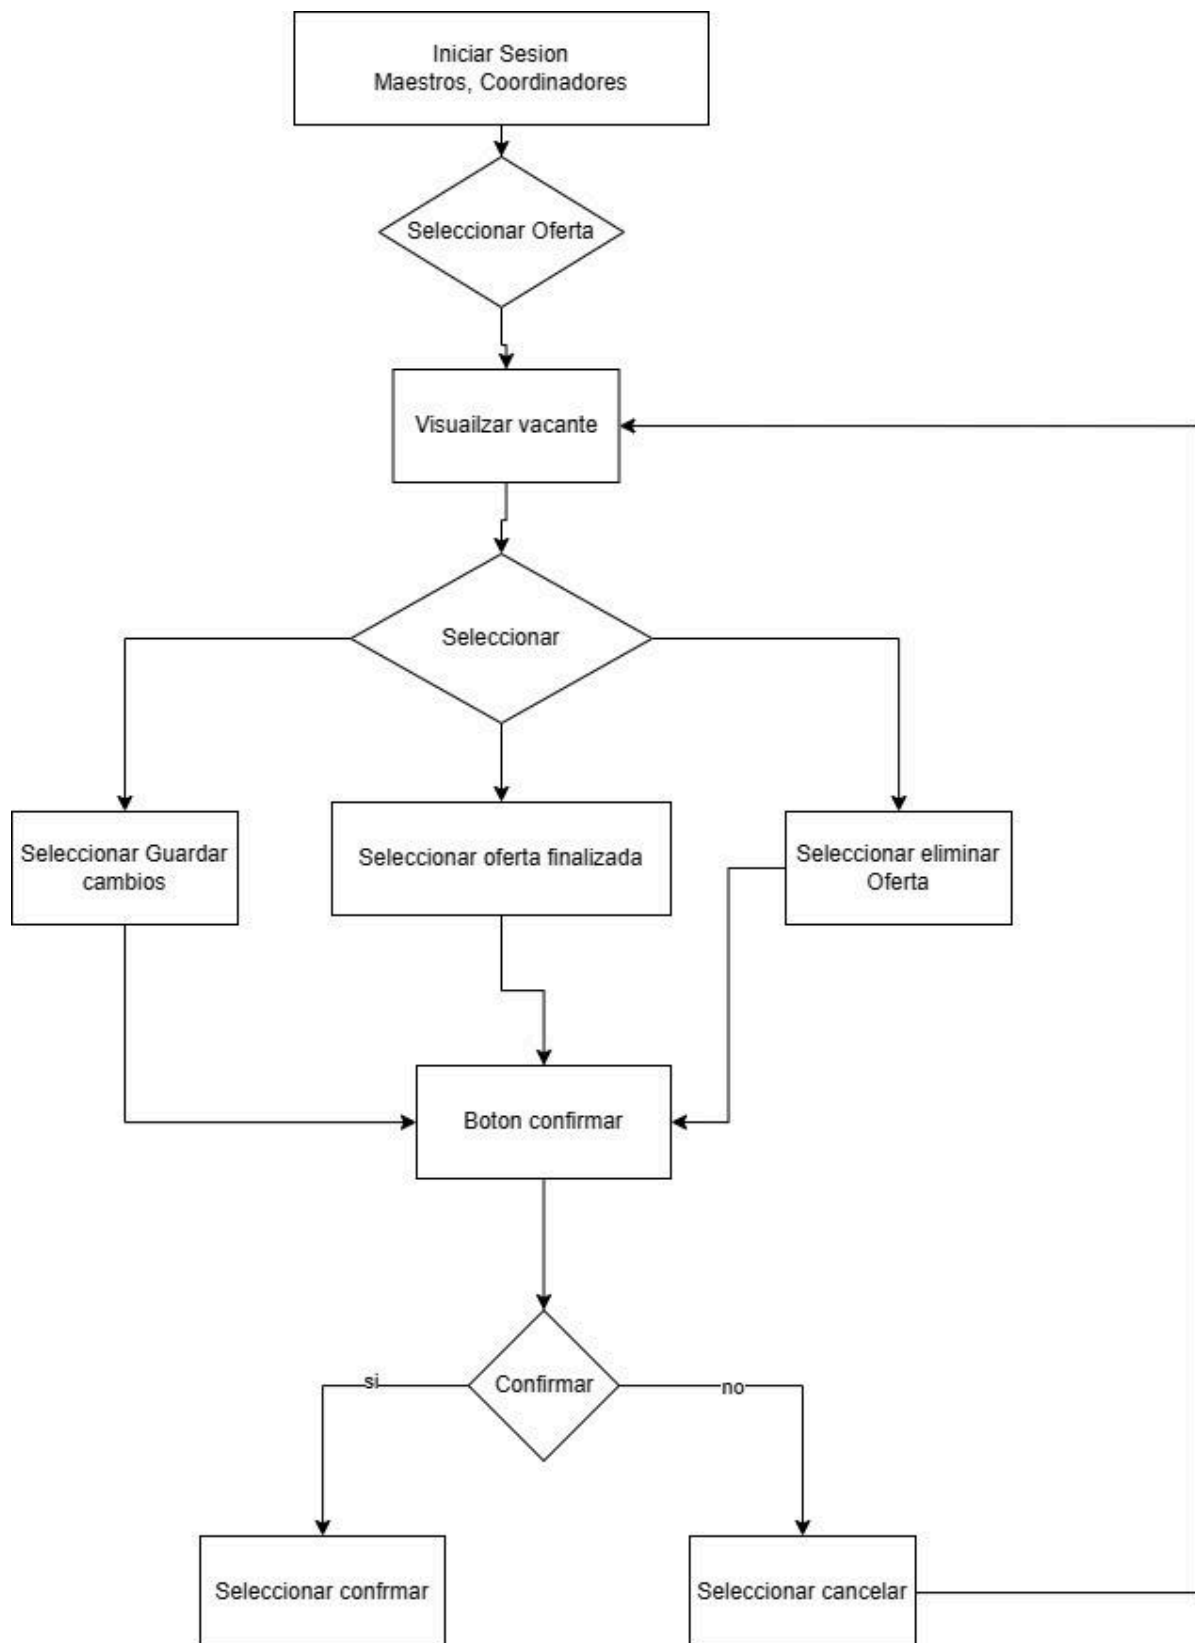 Iniciar Sesion
Maestros, Coordinadores
Seleccionar Oferta
Visuailzar vacante
Seleccionar
Seleccionar Guardar
cambios
Seleccionar oferta finalizada
Seleccionar eliminar
Oferta
Boton confirmar
Confirmar
si
no
Seleccionar confrmar
Seleccionar cancelar